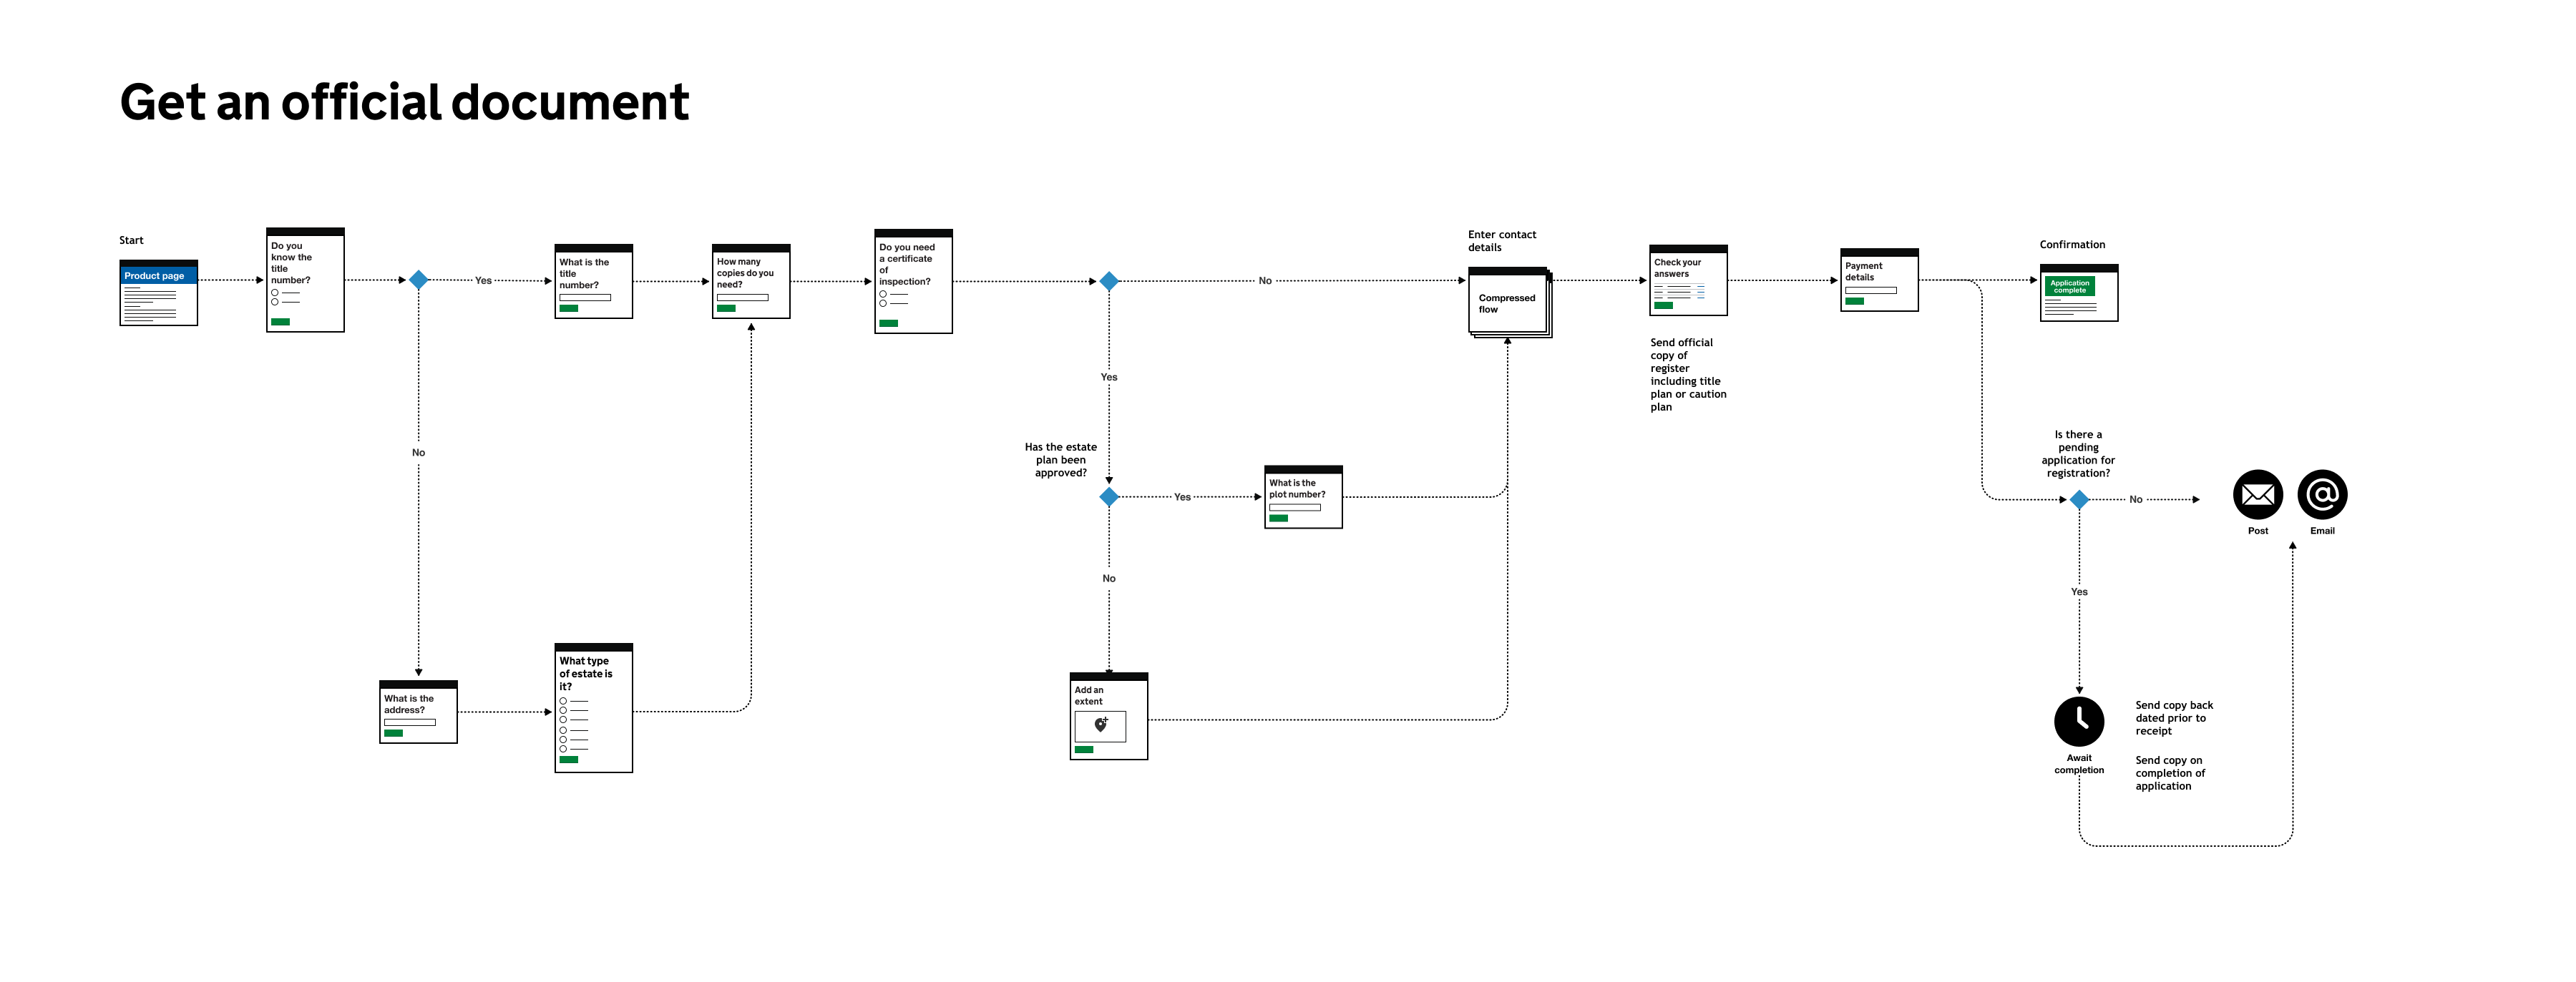 Get an official document
Start
Product page
Do you
know the
title
number?
Yes
No
What is the
title
number?
How many
copies do you
need?
Do you need
a certificate
of
inspection?
What is the
address?
What type
of estate is
it?
No
Yes
Has the estate
plan been
approved?
Yes
What is the
plot number?
No
Add an
extent
Enter contact
details
Compressed
flow
Check your
answers
Send official
copy of
register
including title
plan or caution
plan
Payment
details
Confirmation
Application
complete
Is there a
pending
application for
registration?
No
Post
Email
Yes
Await
completion
Send copy back
dated prior to
receipt
Send copy on
completion of
application